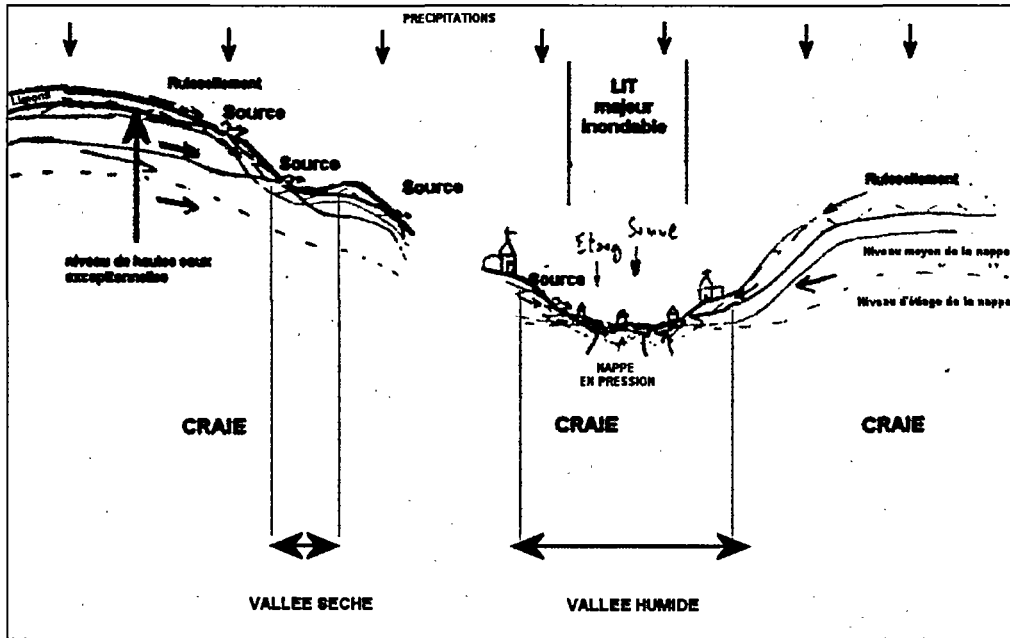 PRECIPITATIONS
Ruissellement
Limons
Source
LIT
majeur
inondable
Source
Source
Ruissellement
Etang
Somme
niveau de hautes eaux
exceptionnelles
Source
Niveau moyen de la nappe
Niveau d'étiage de la nappe
NAPPE
EN PRESSION
CRAIE
CRAIE
CRAIE
VALLEE SECHE
VALLEE HUMIDE